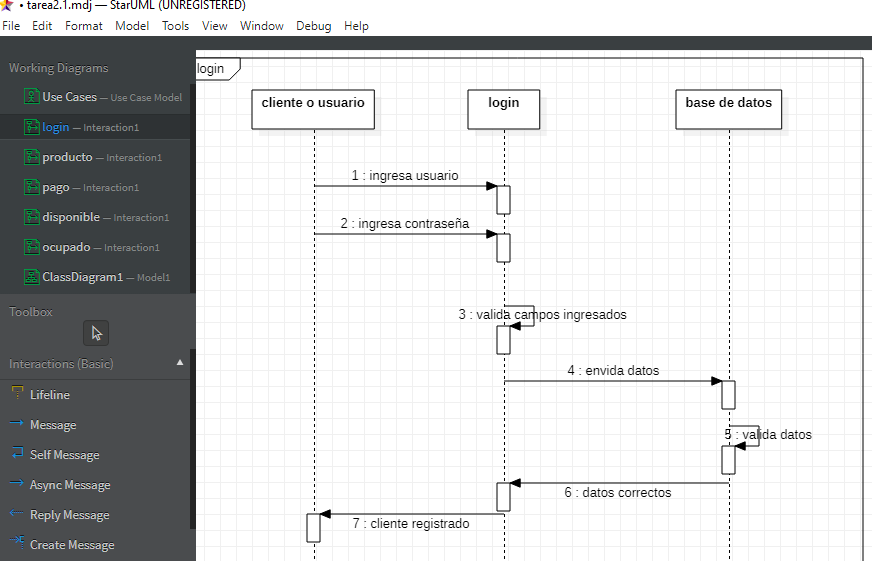 • tarea2.1.mdj — StarUML (UNREGISTERED)
File Edit Format Model Tools View Window Debug Help
Working Diagrams
Use Cases — Use Case Model
login — Interaction1
producto — Interaction1
pago — Interaction1
disponible — Interaction1
ocupado — Interaction1
ClassDiagram1 — Model1
Toolbox
Interactions (Basic)
Lifeline
Message
Self Message
Async Message
Reply Message
Create Message
login
cliente o usuario
login
base de datos
1 : ingresa usuario
2 : ingresa contraseña
3 : valida campos ingresados
4 : envida datos
5 : valida datos
6 : datos correctos
7 : cliente registrado